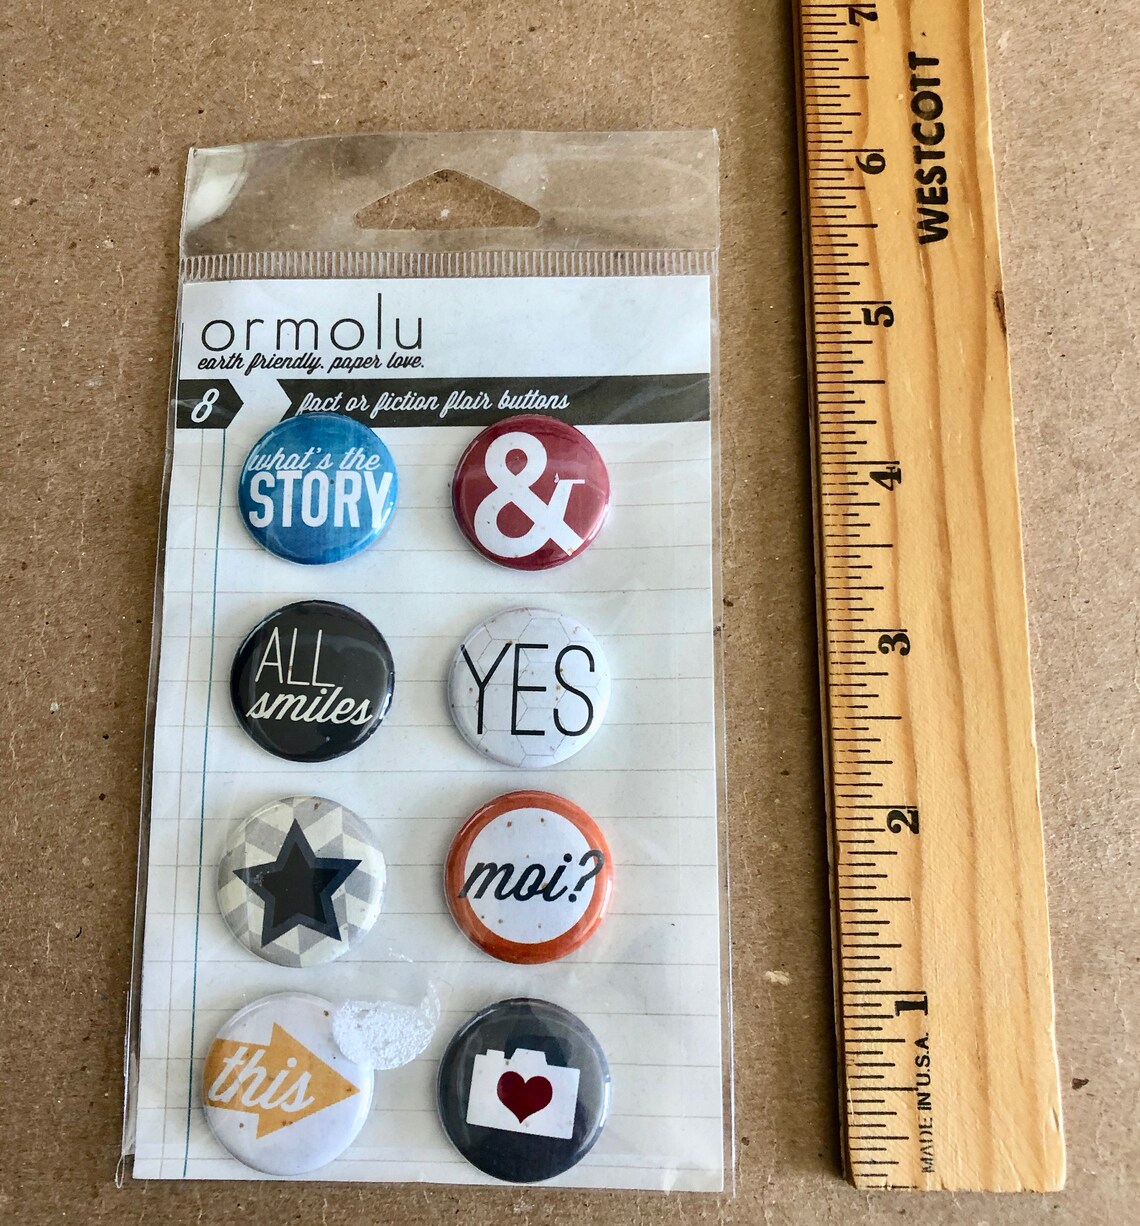 ormolu
earth friendly. paper love.
8
fact or fiction flair buttons
what's the
STORY
&
ALL
smiles
YES
moi?
this
7
6
5
4
3
2
1
WESTCOTT
MADE IN U.S.A.